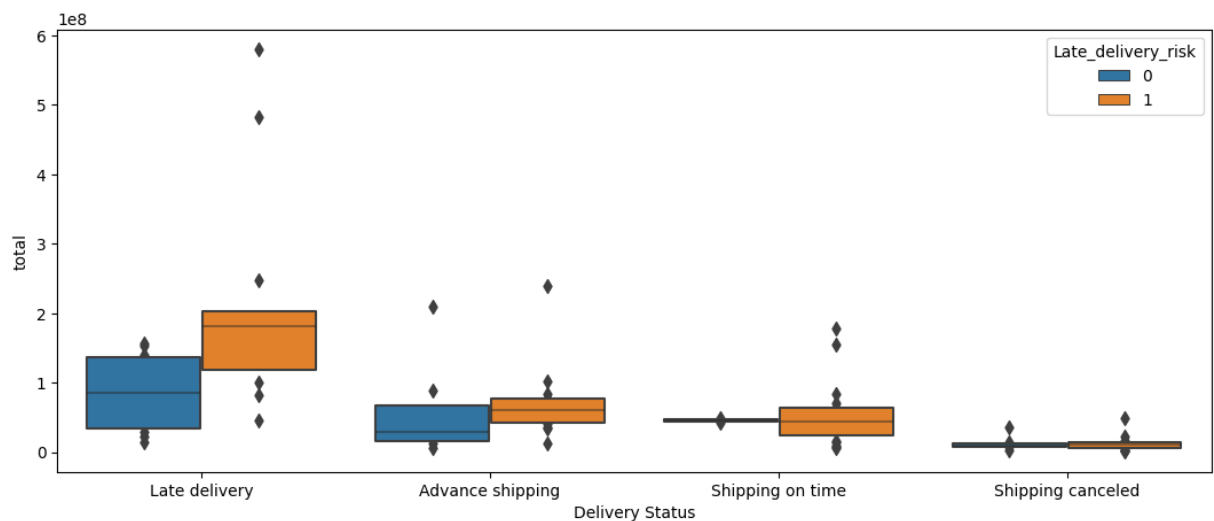 1e8
Late_delivery_risk
0
1
6
5
4
3
2
1
0
total
Late delivery
Advance shipping
Shipping on time
Shipping canceled
Delivery Status